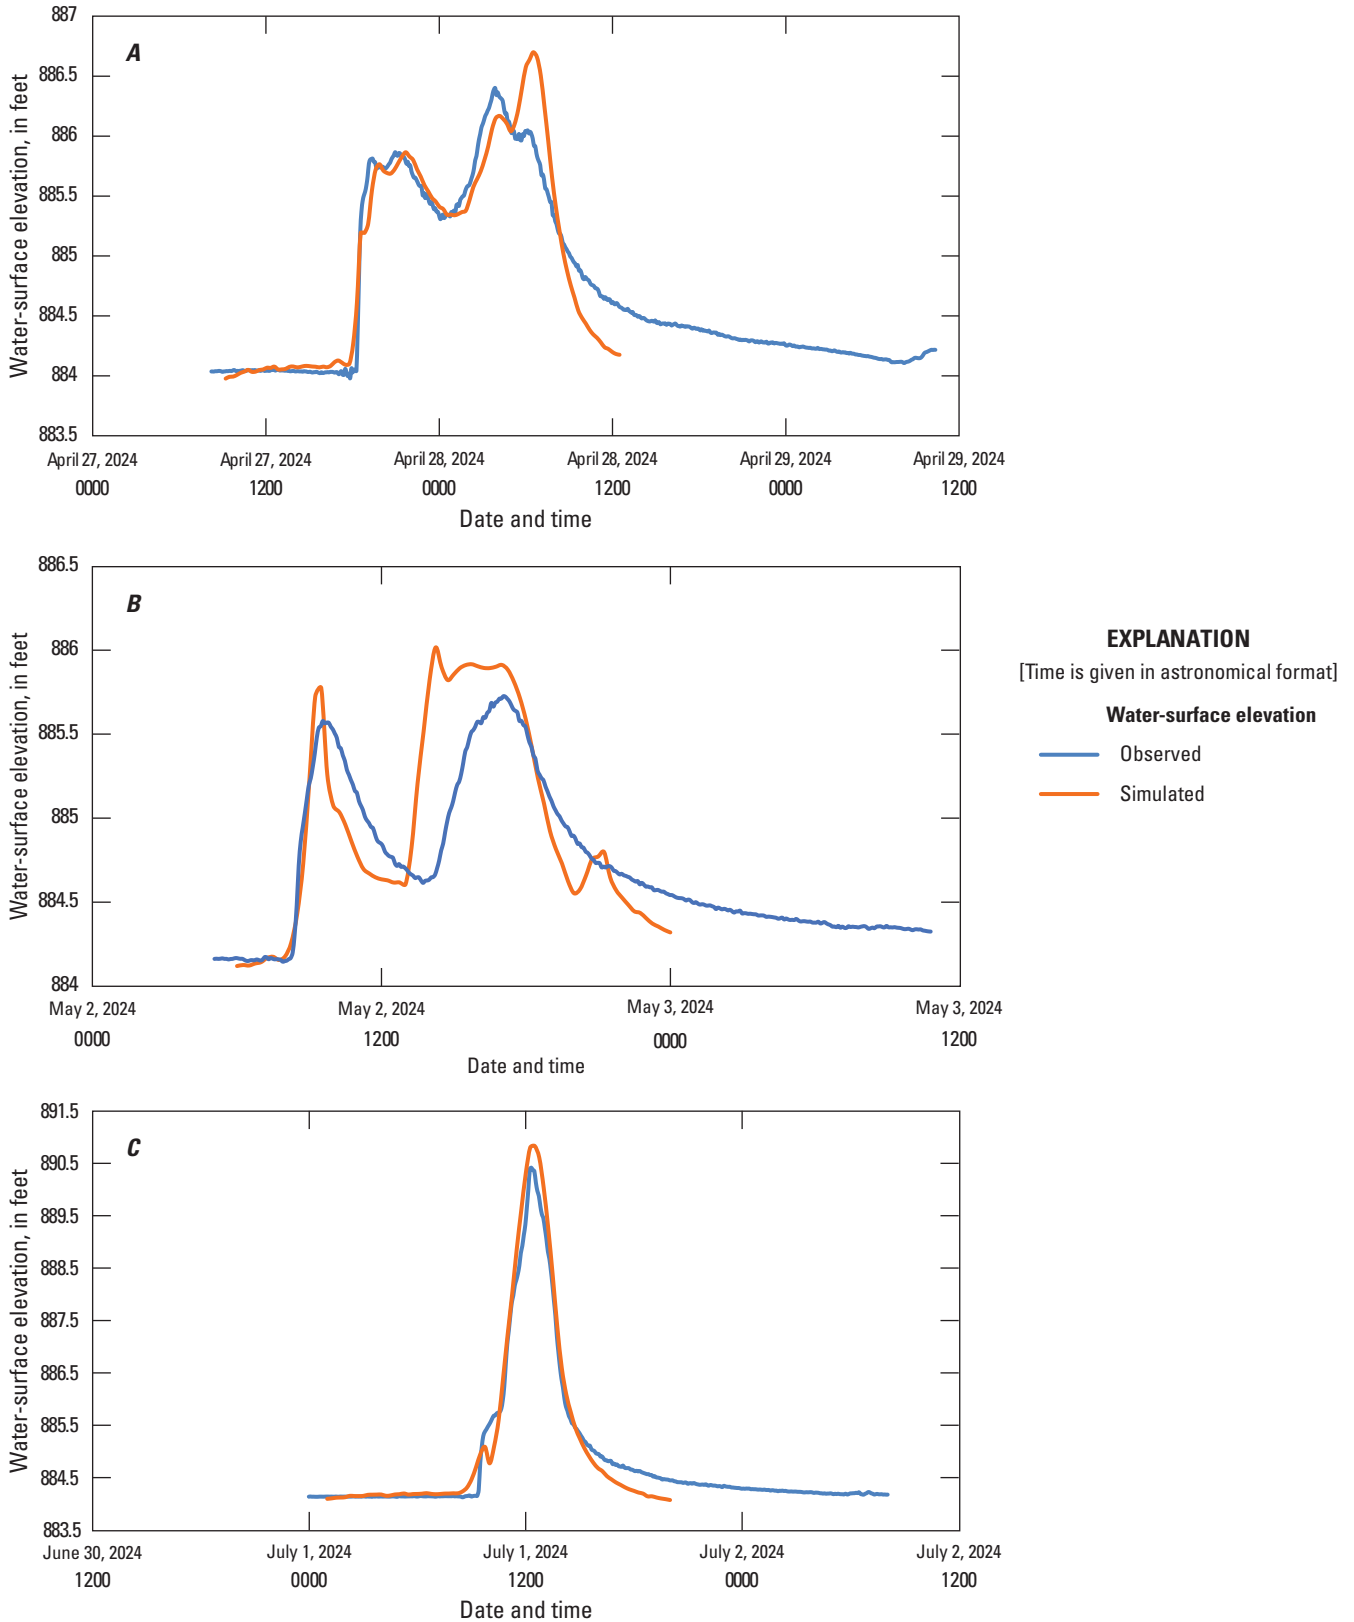 A
Water-surface elevation, in feet
887
886.5
886
885.5
885
884.5
884
883.5
April 27, 2024 April 27, 2024 April 28, 2024 April 28, 2024 April 29, 2024 April 29, 2024
0000 1200 0000 1200 0000 1200
Date and time
B
Water-surface elevation, in feet
886.5
886
885.5
885
884.5
884
May 2, 2024 May 2, 2024 May 3, 2024 May 3, 2024
0000 1200 0000 1200
Date and time
EXPLANATION
[Time is given in astronomical format]
Water-surface elevation
Observed
Simulated
C
Water-surface elevation, in feet
891.5
890.5
889.5
888.5
887.5
886.5
885.5
884.5
883.5
June 30, 2024 July 1, 2024 July 1, 2024 July 2, 2024 July 2, 2024
1200 0000 1200 0000 1200
Date and time